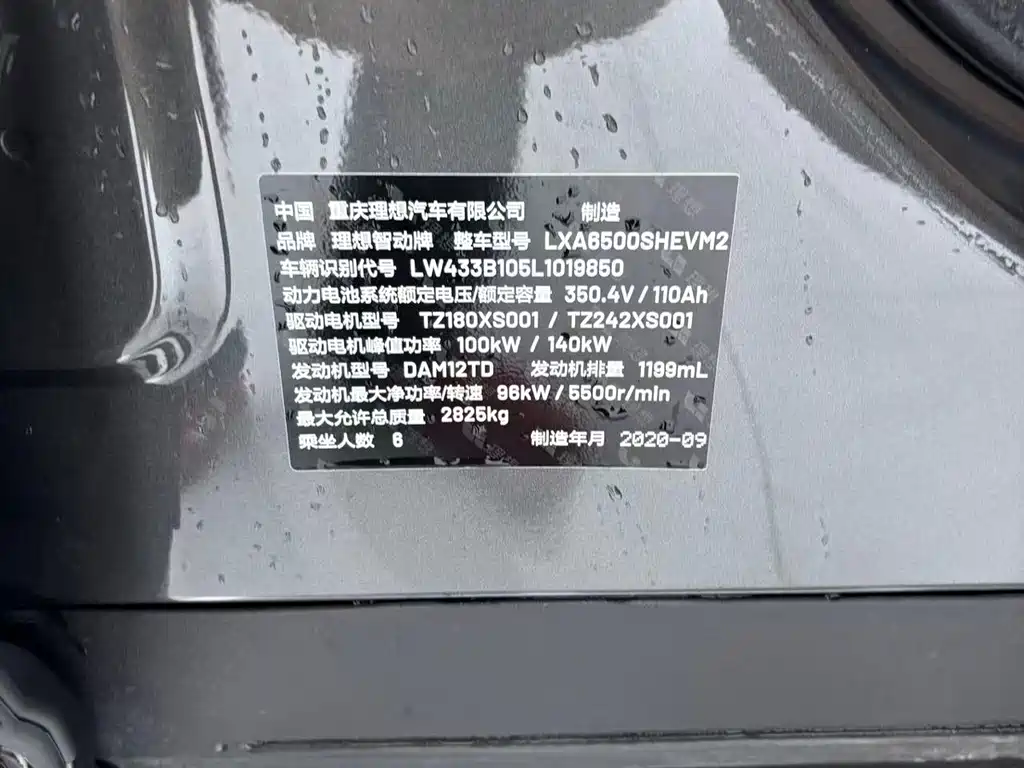 中国 重庆理想汽车有限公司 制造
品牌 理想智动牌 整车型号 LXA6500SHEVM2
车辆识别代号 LW433B105L1019850
动力电池系统额定电压/额定容量 350.4V / 110Ah
驱动电机型号 TZ180XS001 / TZ242XS001
驱动电机峰值功率 100kW / 140kW
发动机型号 DAM12TD 发动机排量 1199mL
发动机最大净功率/转速 96kW / 5500r/min
最大允许总质量 2825kg
乘坐人数 6 制造年月 2020-09